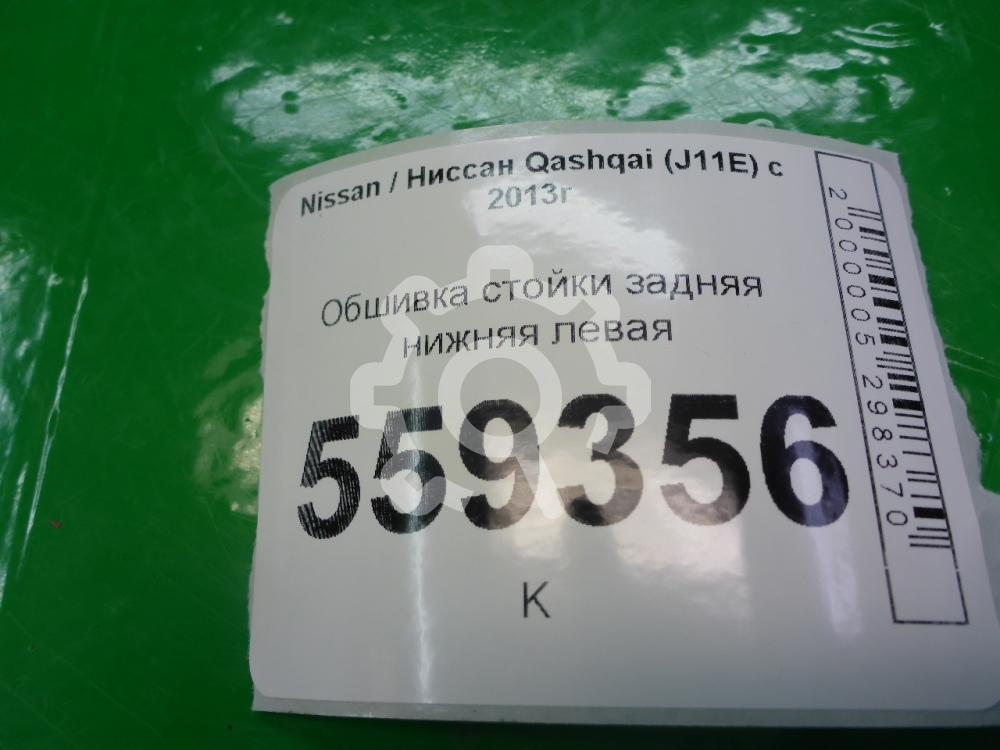 Nissan / Ниссан Qashqai (J11E) с
2013г
Обшивка стойки задняя
нижняя левая
559356
К
2000005298370